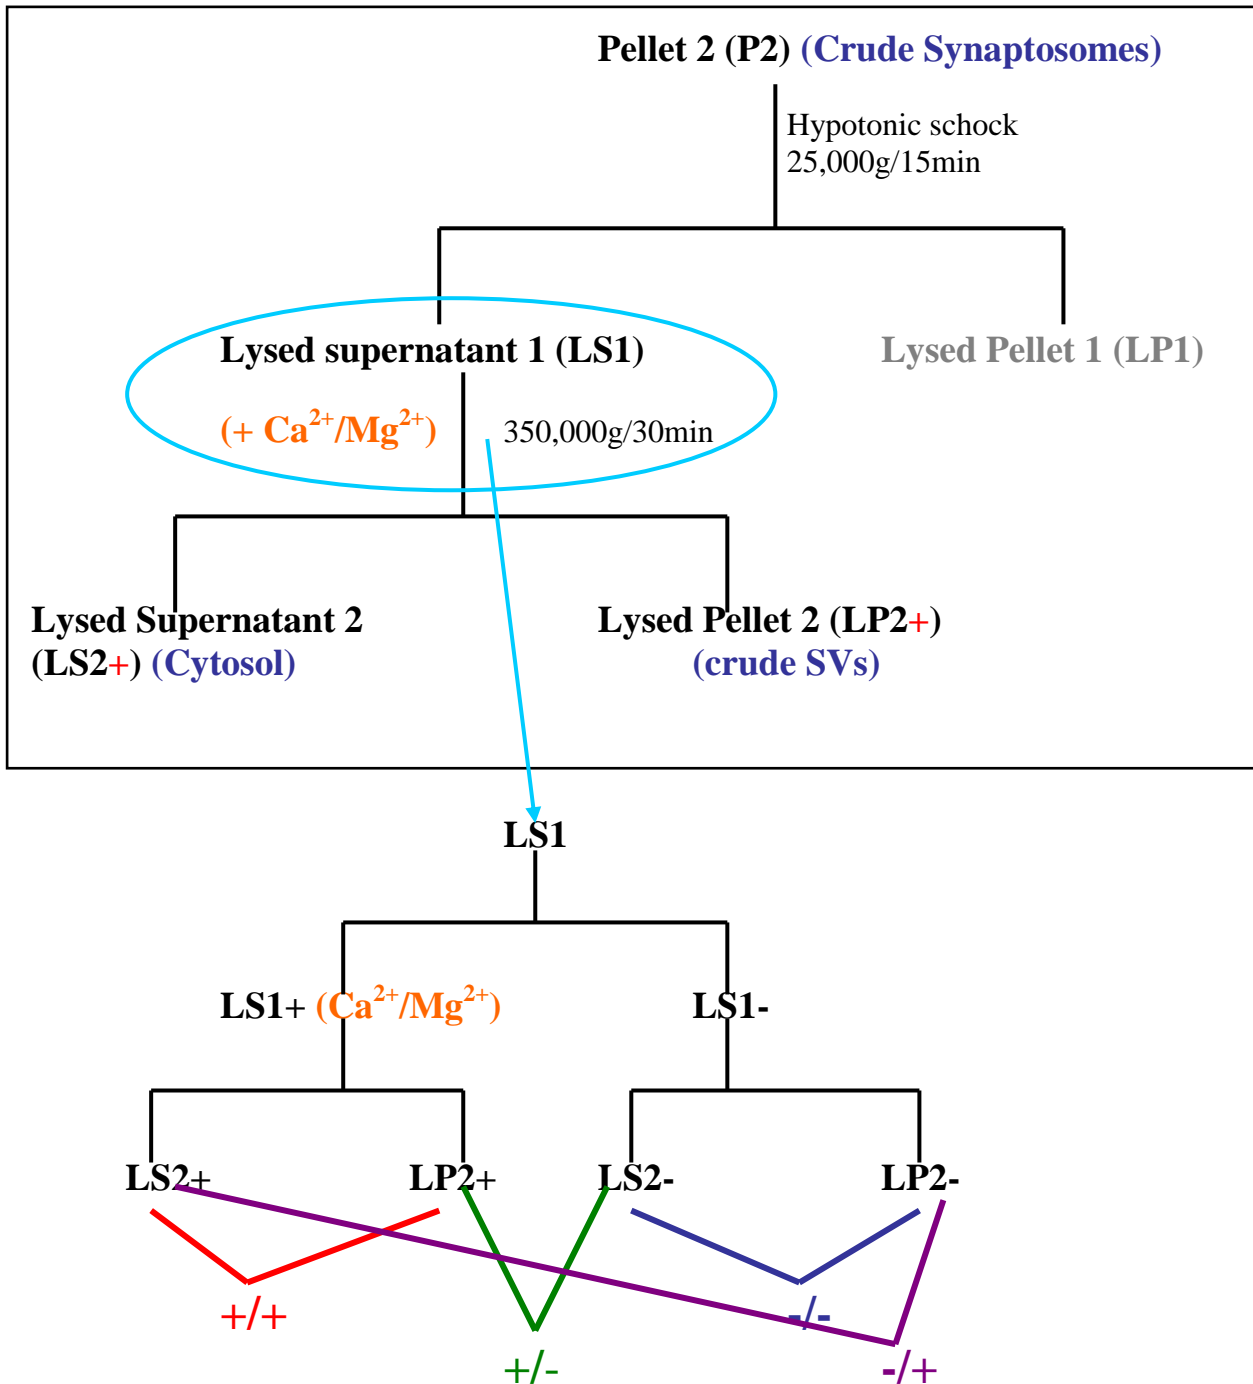 Pellet 2 (P2) (Crude Synaptosomes)
Hypotonic schock
25,000g/15min
Lysed supernatant 1 (LS1)
Lysed Pellet 1 (LP1)
(+ Ca²⁺/Mg²⁺)
350,000g/30min
Lysed Supernatant 2
(LS2+) (Cytosol)
Lysed Pellet 2 (LP2+)
(crude SVs)
LS1
LS1+ (Ca²⁺/Mg²⁺)
LS1-
LS2+
LP2+
LS2-
LP2-
+/+
-/-
+/-
-/+